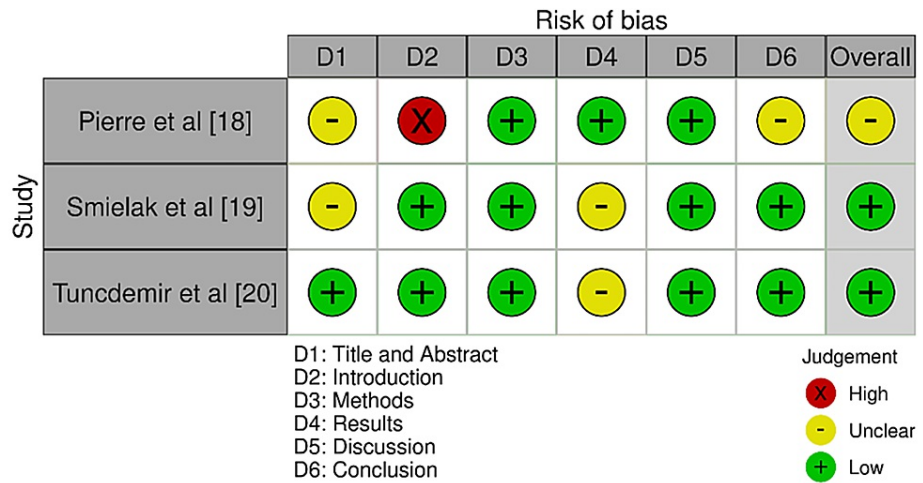 Risk of bias
D1 D2 D3 D4 D5 D6 Overall
Study
Pierre et al [18] - X + + + - -
Smielak et al [19] - + + - + + +
Tuncdemir et al [20] + + + - + + +
D1: Title and Abstract
D2: Introduction
D3: Methods
D4: Results
D5: Discussion
D6: Conclusion
Judgement
X High
- Unclear
+ Low